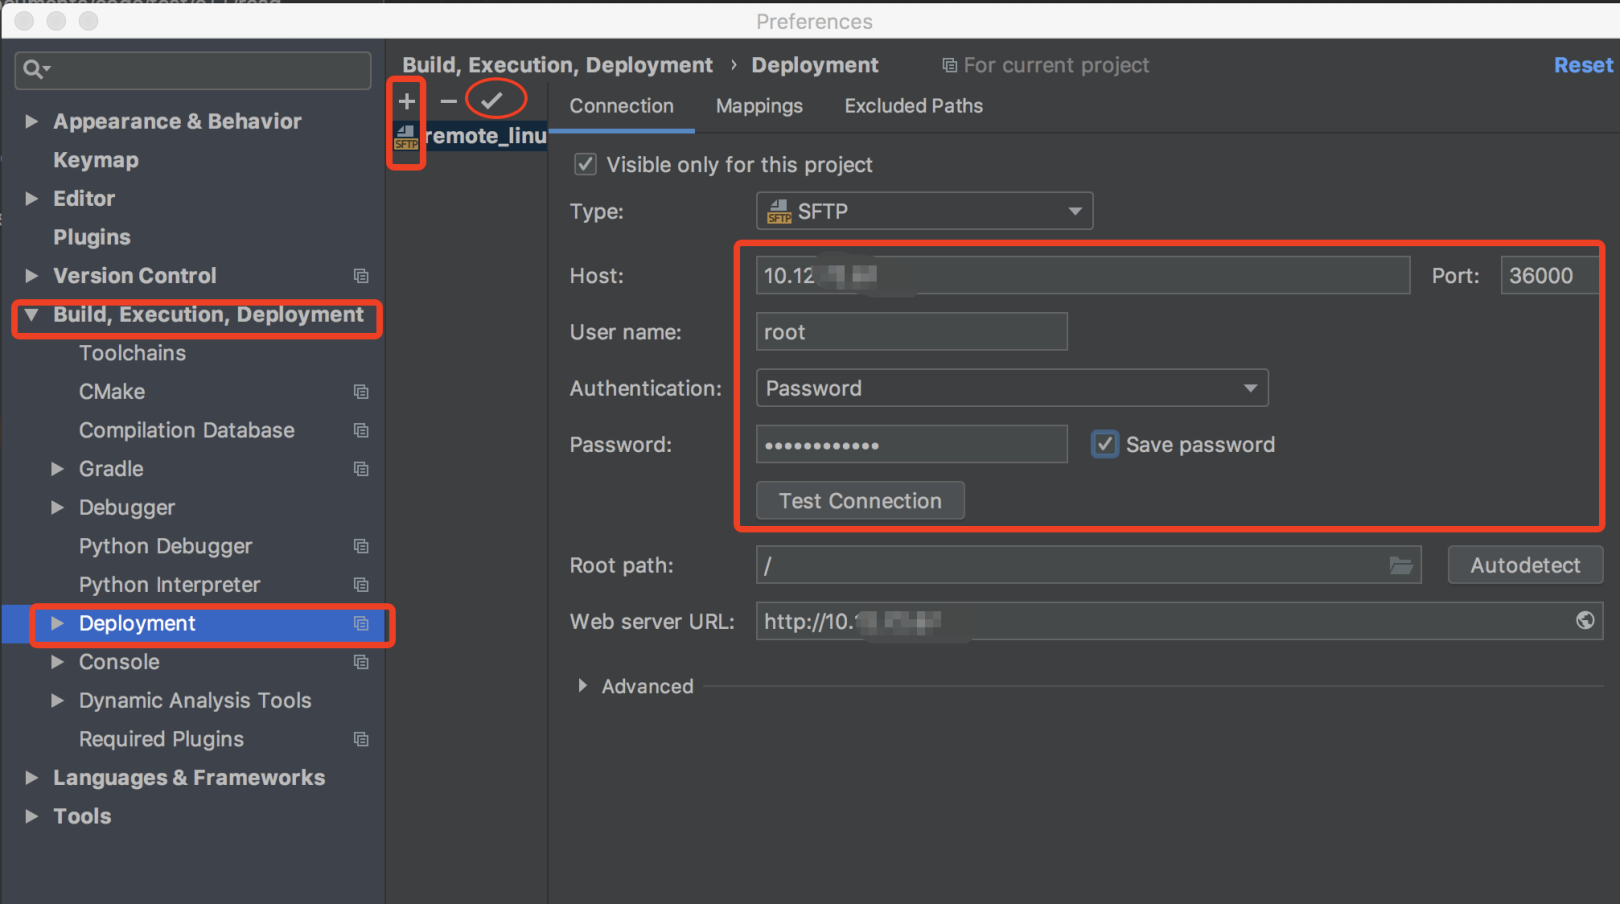 Preferences
Appearance & Behavior
Keymap
Editor
Plugins
Version Control
Build, Execution, Deployment
Toolchains
CMake
Compilation Database
Gradle
Debugger
Python Debugger
Python Interpreter
Deployment
Console
Dynamic Analysis Tools
Required Plugins
Languages & Frameworks
Tools
Build, Execution, Deployment › Deployment For current project Reset
SFTP remote_linu
Connection Mappings Excluded Paths
Visible only for this project
Type: SFTP SFTP
Host: 10.12 Port: 36000
User name: root
Authentication: Password
Password: •••••••••••• Save password
Test Connection
Root path: / Autodetect
Web server URL: http://10.
Advanced